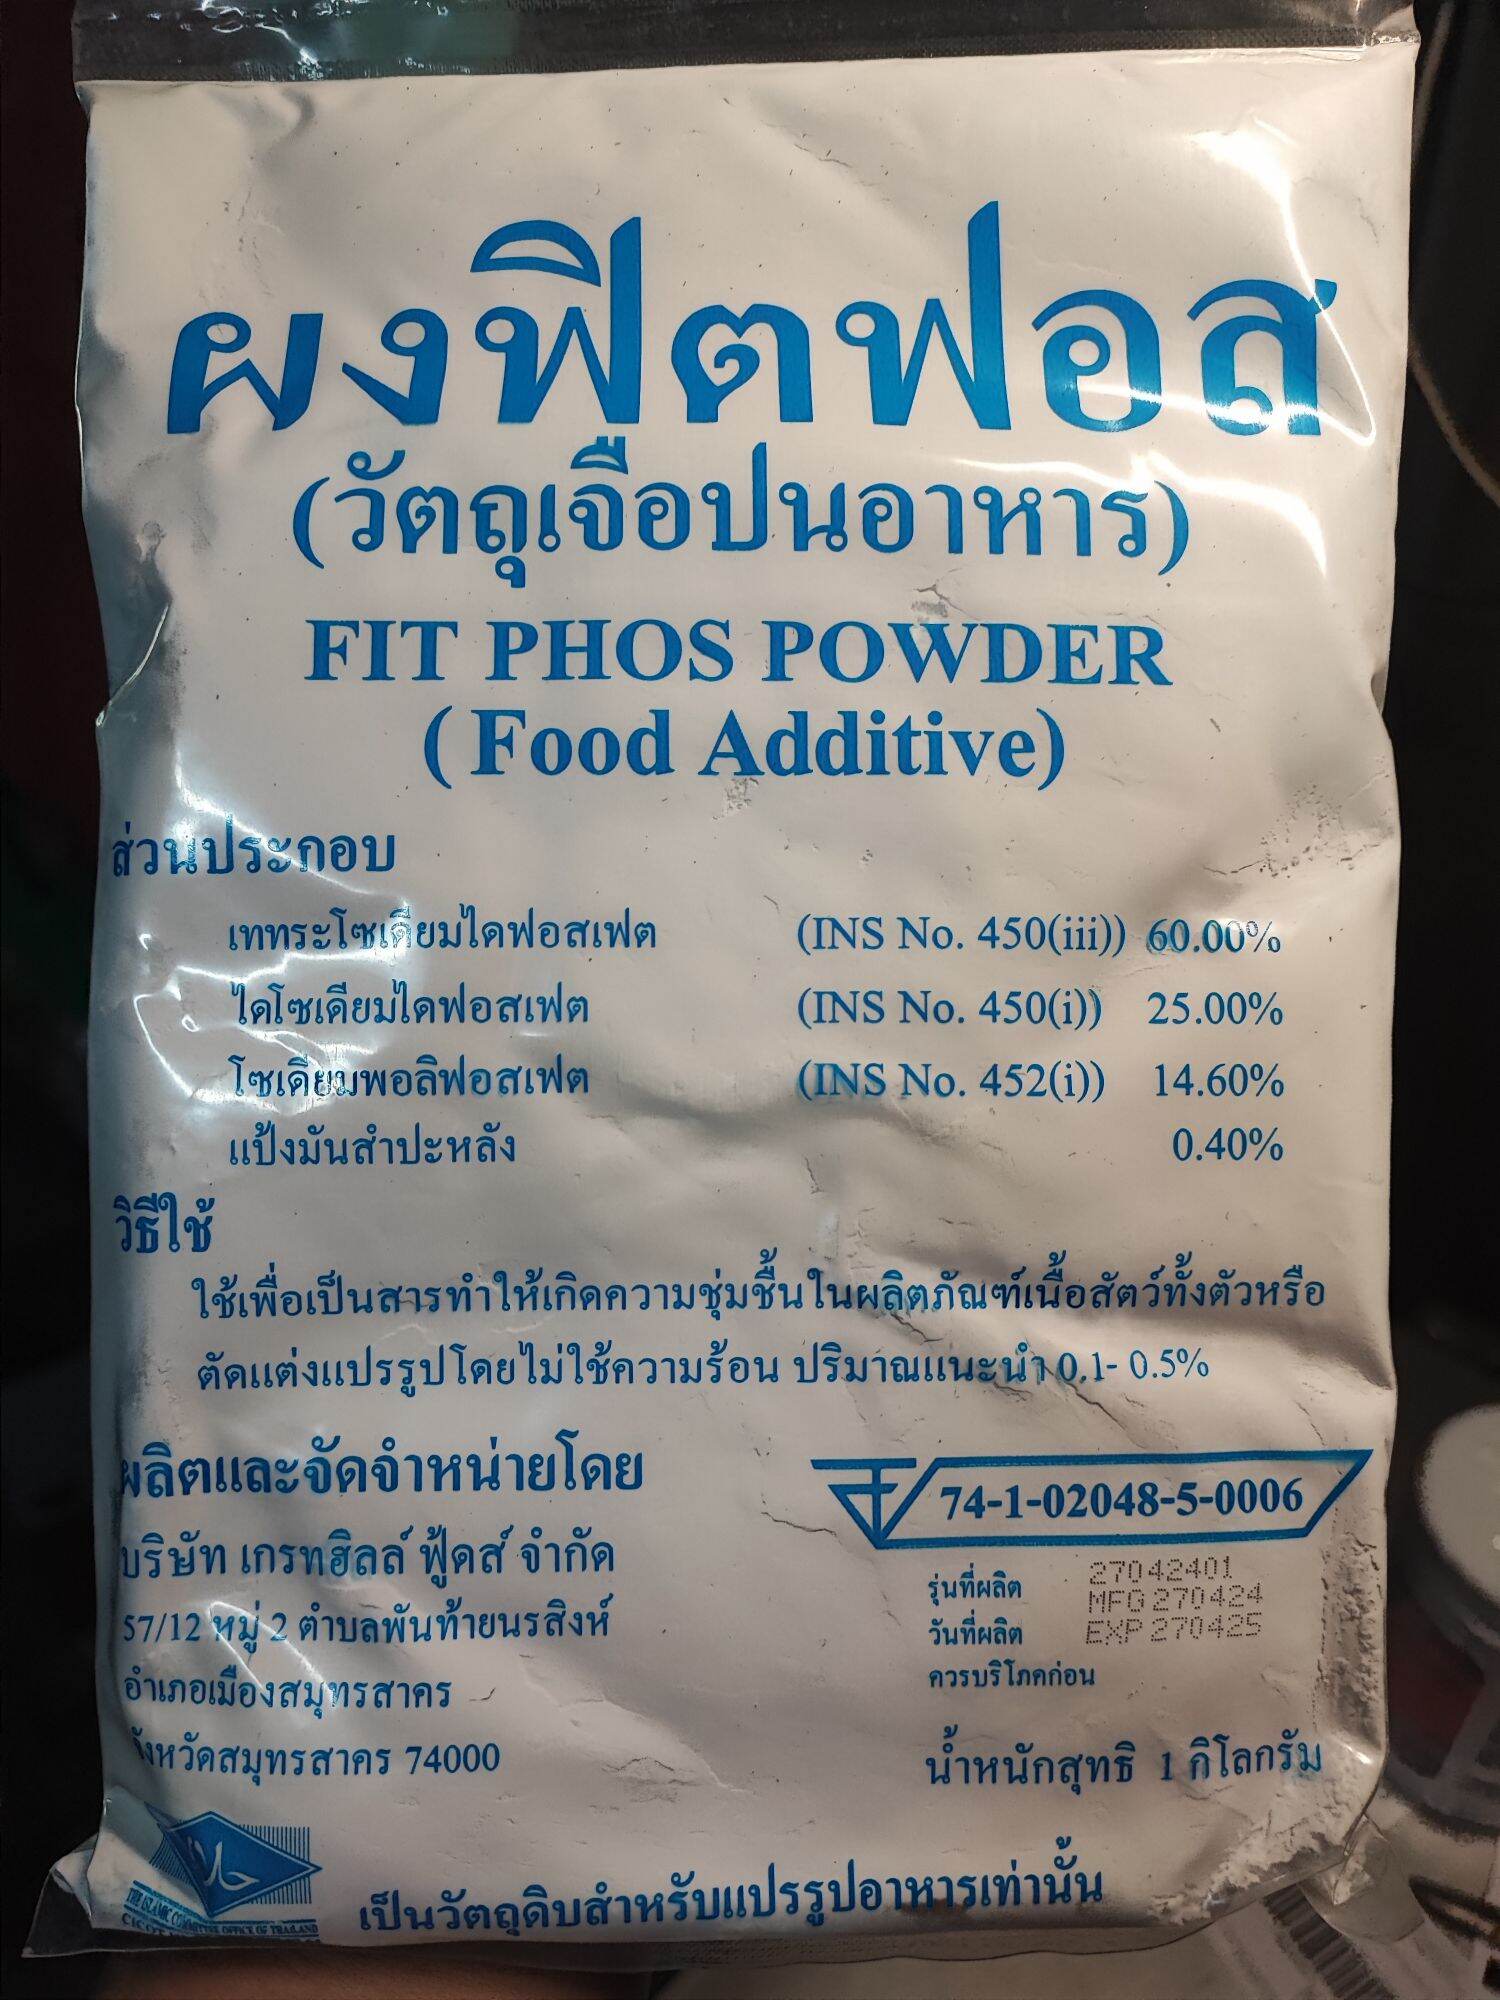 ผงฟิตฟอส
(วัตถุเจือปนอาหาร)
FIT PHOS POWDER
( Food Additive)
ส่วนประกอบ
เททระโซเดียมไดฟอสเฟต (INS No. 450(iii)) 60.00%
ไดโซเดียมไดฟอสเฟต (INS No. 450(i)) 25.00%
โซเดียมพอลิฟอสเฟต (INS No. 452(i)) 14.60%
แป้งมันสำปะหลัง 0.40%
วิธีใช้
ใช้เพื่อเป็นสารทำให้เกิดความชุ่มชื้นในผลิตภัณฑ์เนื้อสัตว์ทั้งตัวหรือ
ตัดแต่งแปรรูปโดยไม่ใช้ความร้อน ปริมาณแนะนำ 0.1- 0.5%
ผลิตและจัดจำหน่ายโดย
บริษัท เกรทฮิลล์ ฟู้ดส์ จำกัด
57/12 หมู่ 2 ตำบลพันท้ายนรสิงห์
อำเภอเมืองสมุทรสาคร
จังหวัดสมุทรสาคร 74000
74-1-02048-5-0006
รุ่นที่ผลิต 27042401
วันที่ผลิต MFG 270424
ควรบริโภคก่อน EXP 270425
น้ำหนักสุทธิ 1 กิโลกรัม
حلال
THE ISLAMIC COMMITTEE OFFICE OF THAILAND
CICOT
เป็นวัตถุดิบสำหรับแปรรูปอาหารเท่านั้น